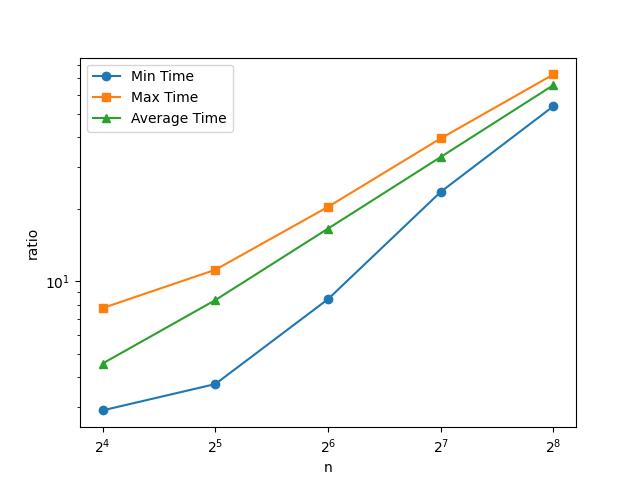 Min Time
Max Time
Average Time
ratio
10¹
2⁴ 2⁵ 2⁶ 2⁷ 2⁸
n